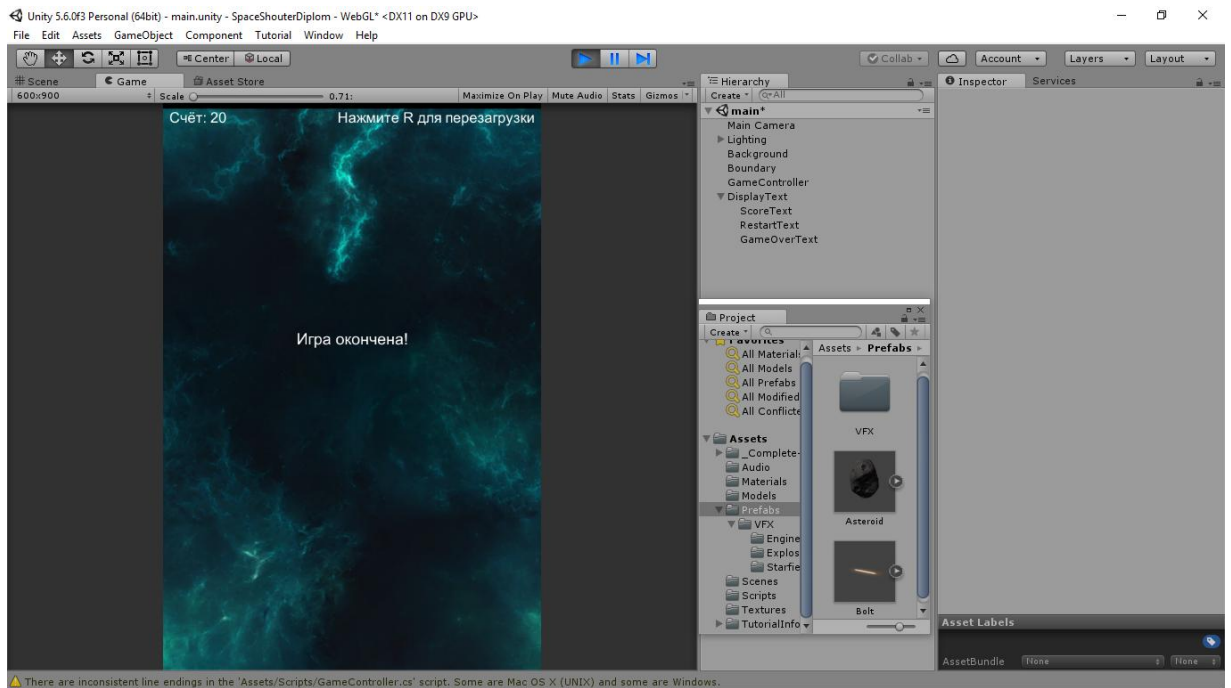 Unity 5.6.0f3 Personal (64bit) - main.unity - SpaceShouterDiplom - WebGL* <DX11 on DX9 GPU>
File Edit Assets GameObject Component Tutorial Window Help
Center Local Collab Account Layers Layout
Scene Game Asset Store
600x900 Scale 0.71: Maximize On Play Mute Audio Stats Gizmos
Счёт: 20 Нажмите R для перезагрузки
Игра окончена!
Hierarchy
Create All
main*
Main Camera
Lighting
Background
Boundary
GameController
DisplayText
ScoreText
RestartText
GameOverText
Project
Create
Favorites
All Material
All Models
All Prefabs
All Modified
All Conflicte
Assets
_Complete-
Audio
Materials
Models
Prefabs
VFX
Engine
Explos
Starfie
Scenes
Scripts
Textures
TutorialInfo
Assets Prefabs
VFX
Asteroid
Bolt
Inspector Services
Asset Labels
AssetBundle None None
There are inconsistent line endings in the 'Assets/Scripts/GameController.cs' script. Some are Mac OS X (UNIX) and some are Windows.